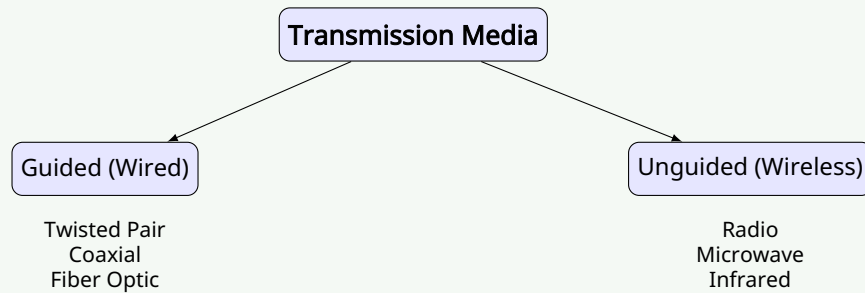 Transmission Media
Guided (Wired)
Unguided (Wireless)
Twisted Pair
Coaxial
Fiber Optic
Radio
Microwave
Infrared